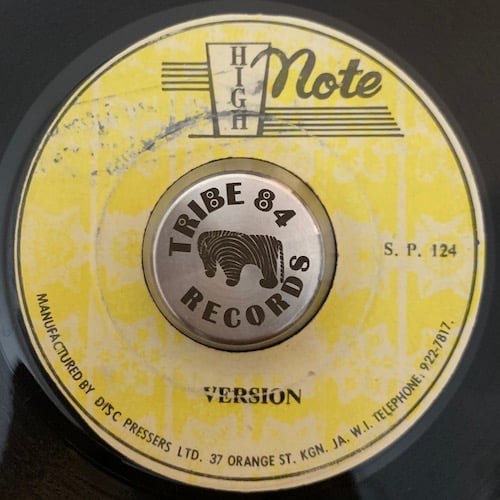 HIGH Note
TRIBE 84
RECORDS
S. P. 124
VERSION
MANUFACTURED BY DISC PRESSERS LTD. 37 ORANGE ST. KGN. JA. W.I. TELEPHONE: 922-7817.